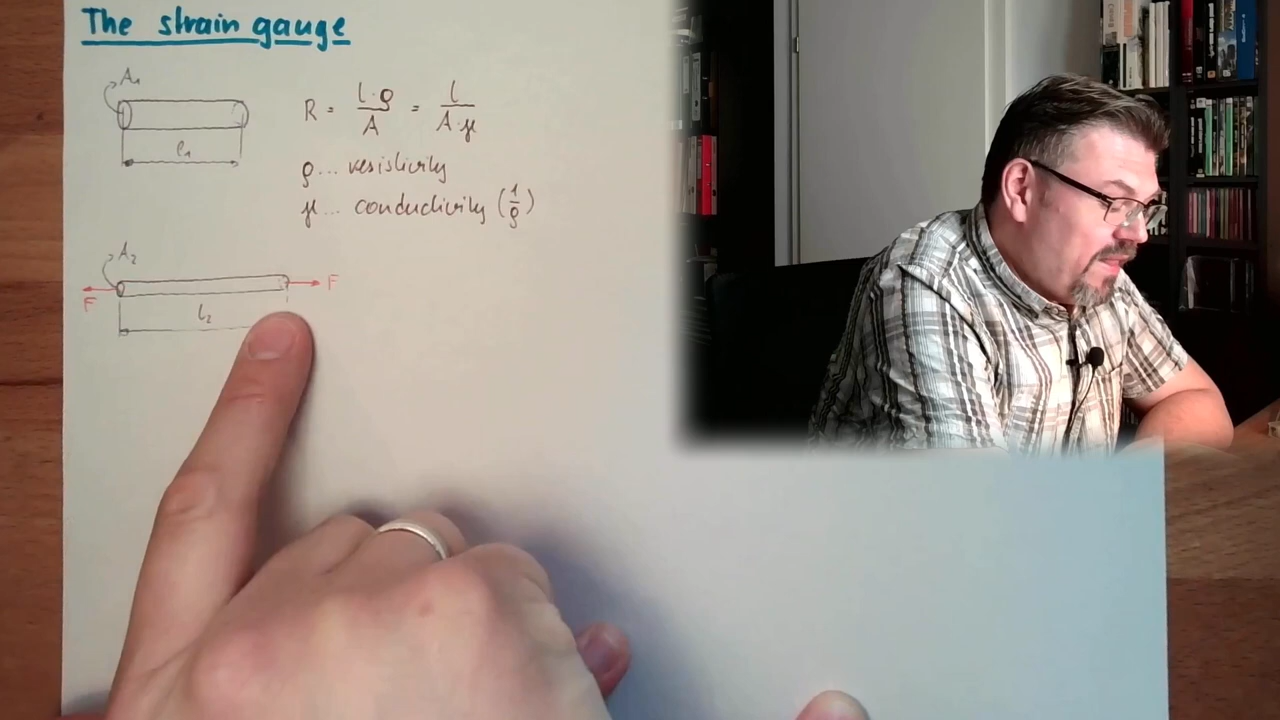 The strain gauge
A₁
l₁
R = l·ρ / A = l / A·ϰ
ρ... resistivity
ϰ... conductivity (1/ρ)
A₂
F F
l₂